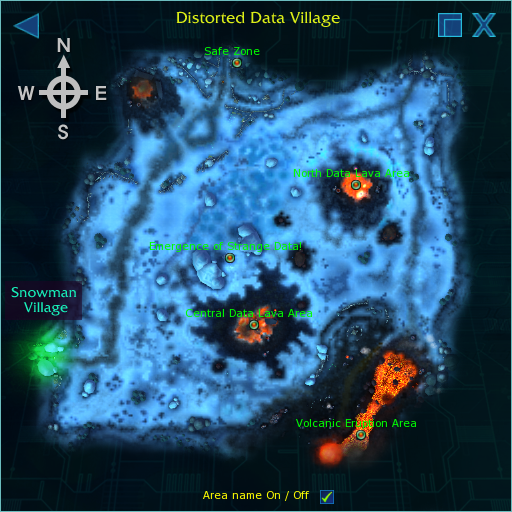 Distorted Data Village
Safe Zone
N
W E
S
North Data Lava Area
Emergence of Strange Data!
Snowman
Village
Central Data Lava Area
Volcanic Eruption Area
Area name On / Off